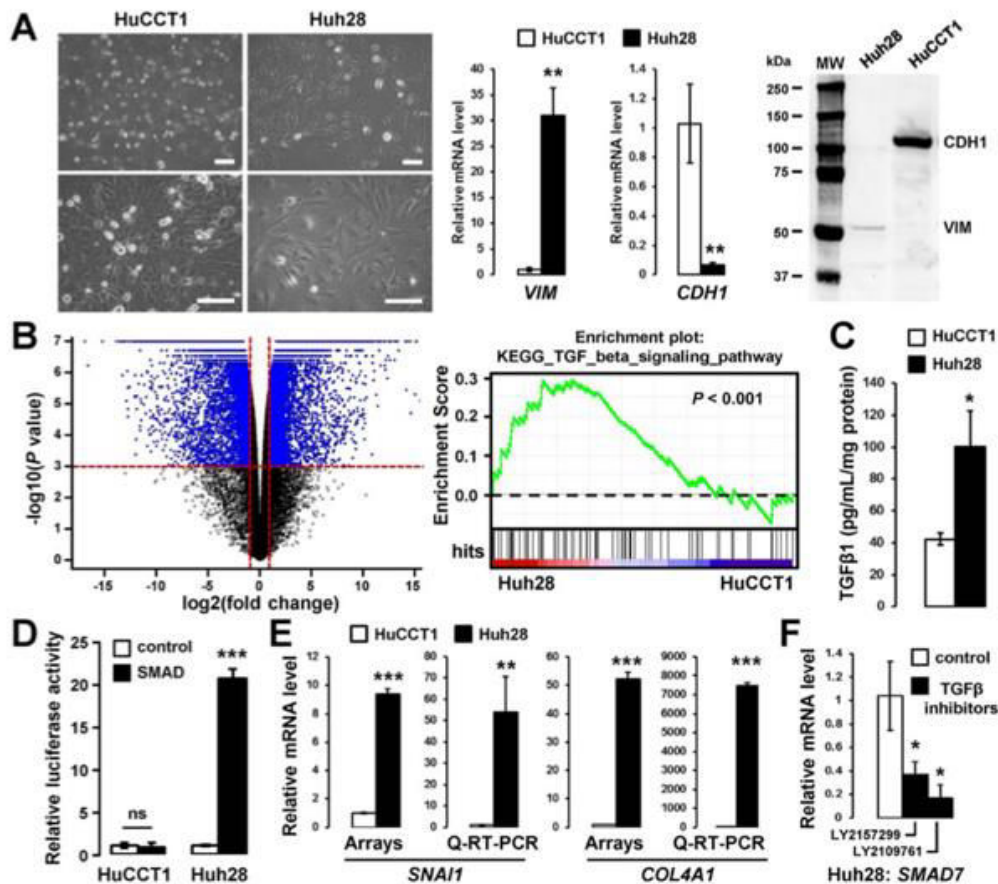 A
HuCCT1 Huh28
HuCCT1 Huh28
Relative mRNA level
40
35
30
25
20
15
10
5
0
**
VIM
Relative mRNA level
1.4
1.2
1
0.8
0.6
0.4
0.2
0
**
CDH1
kDa MW Huh28 HuCCT1
250
150
100
75
50
37
CDH1
VIM
B
-log10(P value)
7
6
5
4
3
2
1
0
-15 -10 -5 0 5 10 15
log2(fold change)
Enrichment plot:
KEGG_TGF_beta_signaling_pathway
P < 0.001
Enrichment Score
0.3
0.2
0.1
0.0
hits
Huh28 HuCCT1
C
HuCCT1
Huh28
TGFβ1 (pg/mL/mg protein)
140
120
100
80
60
40
20
0
*
D
control
SMAD
Relative luciferase activity
25
20
15
10
5
0
ns
***
HuCCT1 Huh28
E
HuCCT1 Huh28
Relative mRNA level
12
10
8
6
4
2
0
***
Arrays
80
70
60
50
40
30
20
10
0
**
Q-RT-PCR
SNAI1
60
50
40
30
20
10
0
***
Arrays
9000
8000
7000
6000
5000
4000
3000
2000
1000
0
***
Q-RT-PCR
COL4A1
F
control
TGFβ
inhibitors
Relative mRNA level
1.4
1.2
1
0.8
0.6
0.4
0.2
0
*
*
LY2157299
LY2109761
Huh28: SMAD7